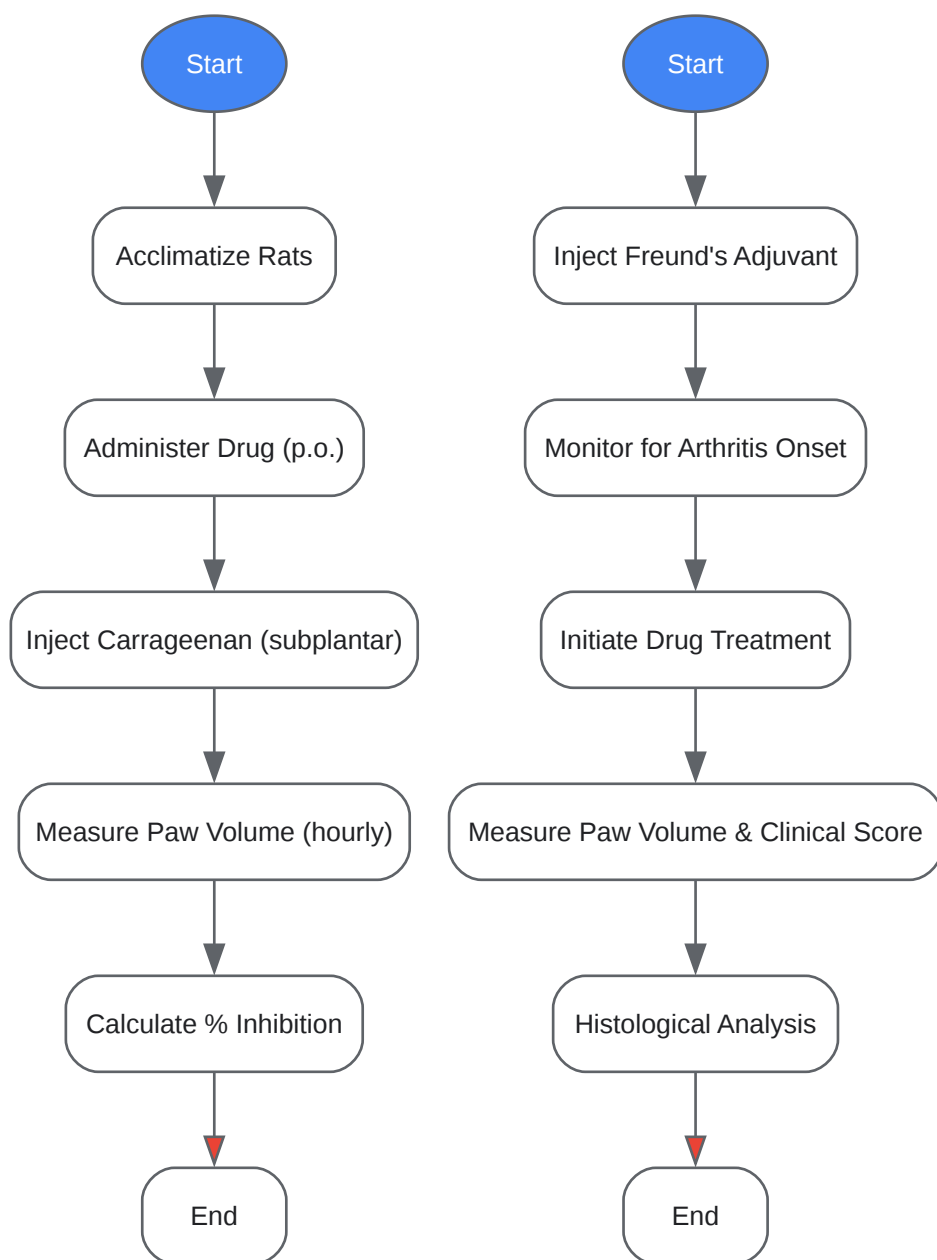 Start
Acclimatize Rats
Administer Drug (p.o.)
Inject Carrageenan (subplantar)
Measure Paw Volume (hourly)
Calculate % Inhibition
End
Start
Inject Freund's Adjuvant
Monitor for Arthritis Onset
Initiate Drug Treatment
Measure Paw Volume & Clinical Score
Histological Analysis
End